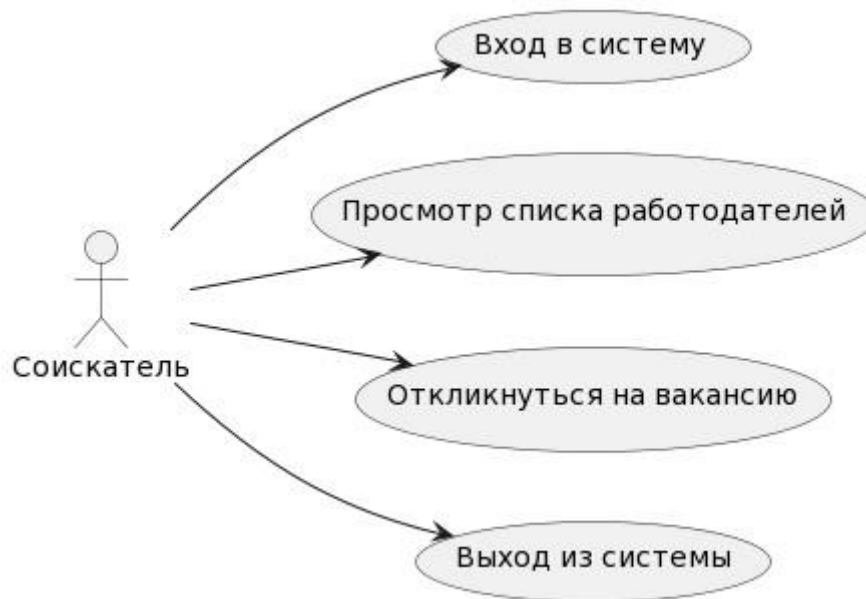 Вход в систему
Просмотр списка работодателей
Соискатель
Откликнуться на вакансию
Выход из системы